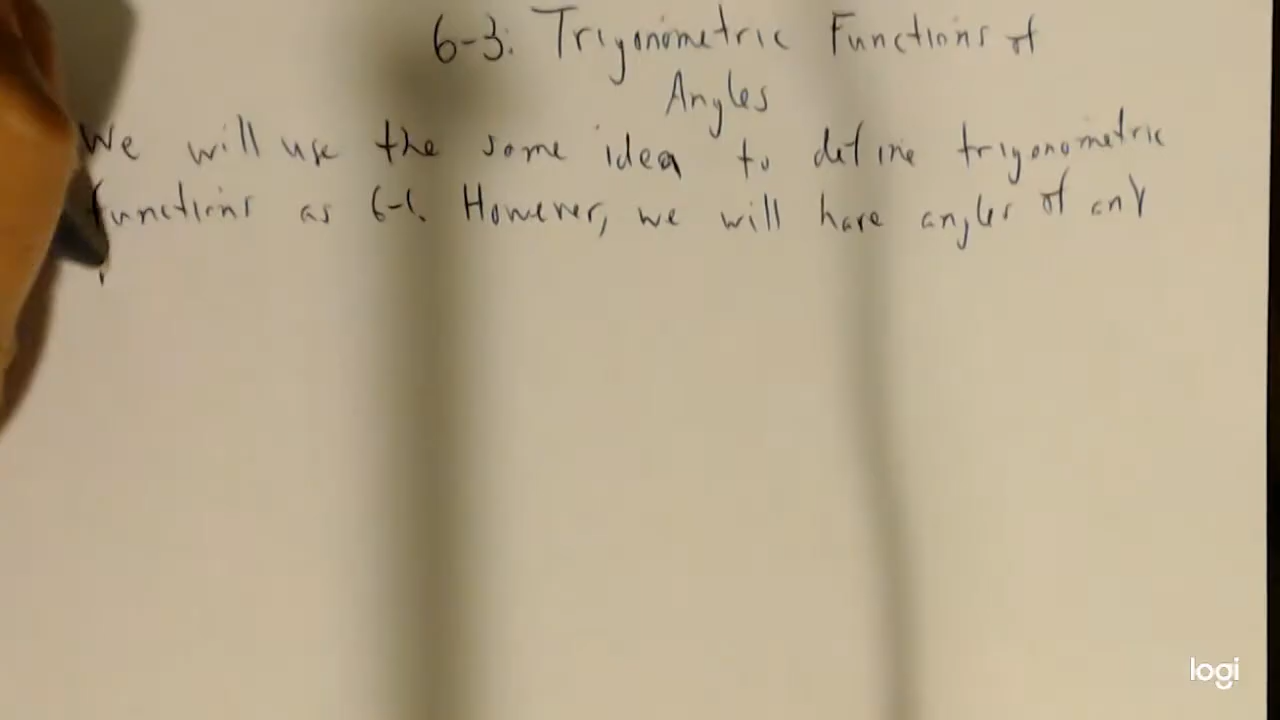 6-3: Trigonometric Functions of
Angles
We will use the same idea to define trigonometric
functions as 6-1. However, we will have angles of any
logi